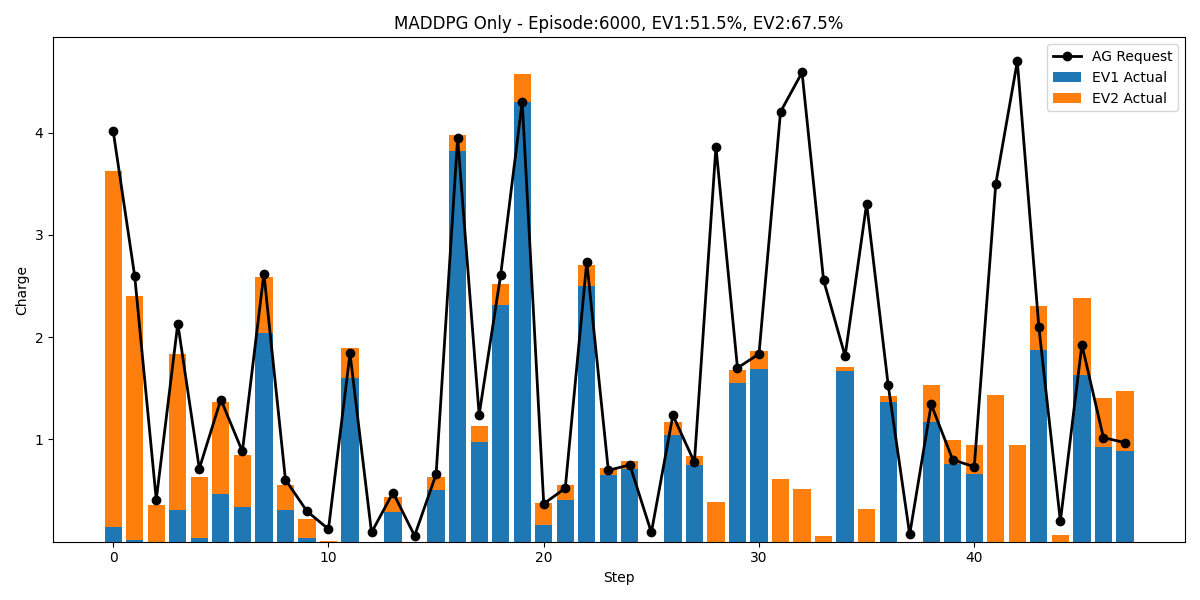 MADDPG Only - Episode:6000, EV1:51.5%, EV2:67.5%
AG Request
EV1 Actual
EV2 Actual
Charge
4
3
2
1
0
10
20
30
40
Step